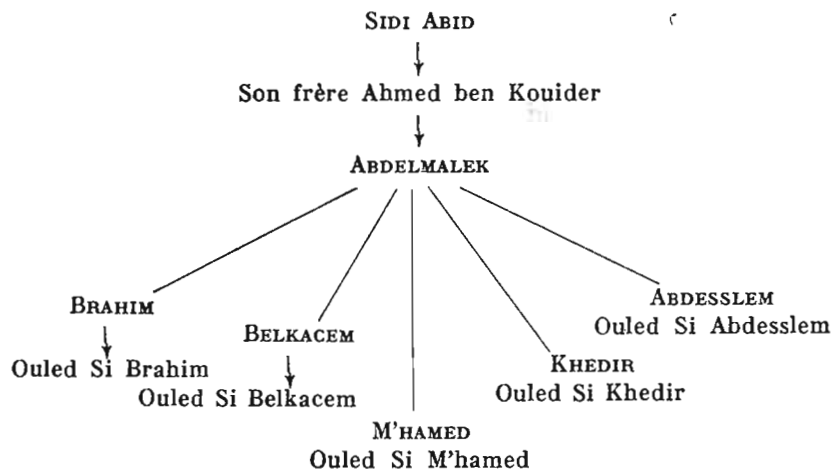 SIDI ABID
Son frère Ahmed ben Kouider
ABDELMALEK
BRAHIM
Ouled Si Brahim
BELKACEM
Ouled Si Belkacem
M'HAMED
Ouled Si M'hamed
KHEDIR
Ouled Si Khedir
ABDESSLEM
Ouled Si Abdesslem